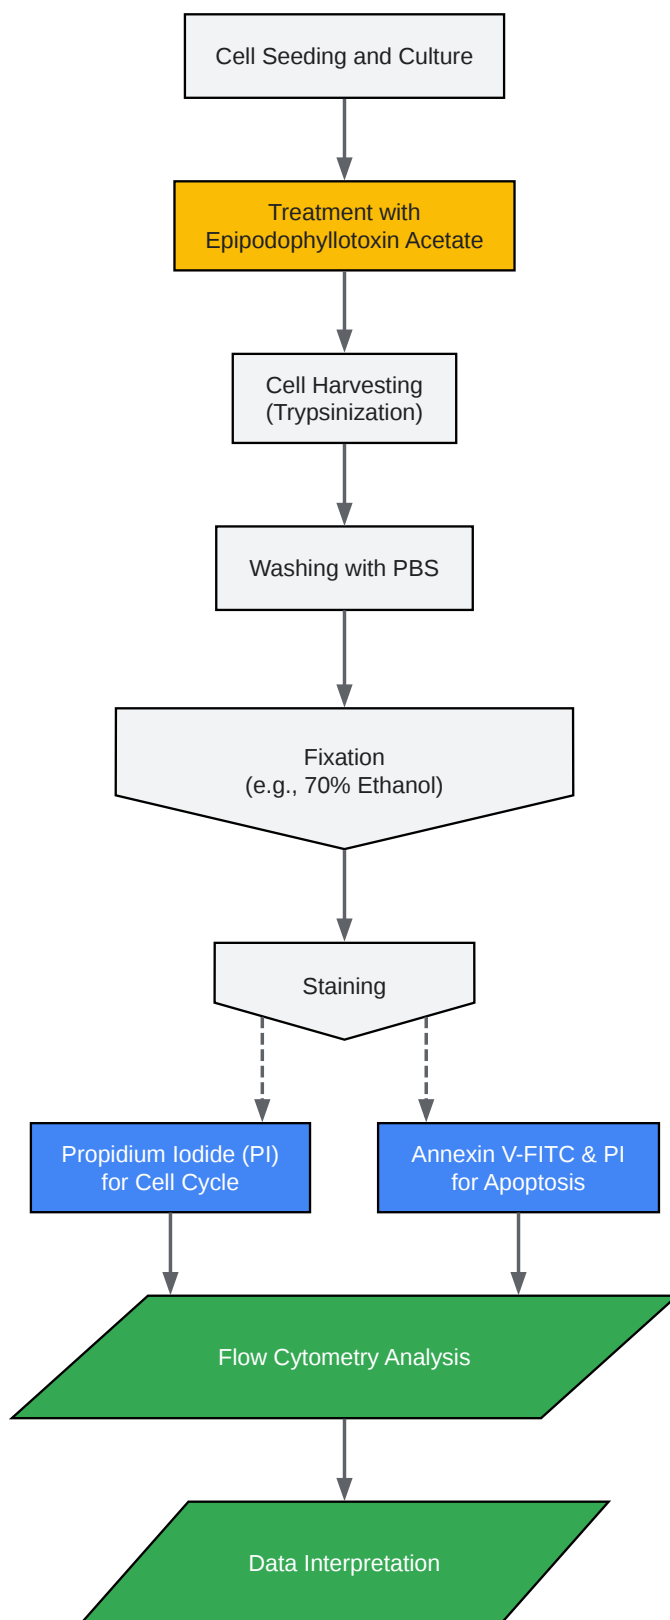 Cell Seeding and Culture
Treatment with
Epipodophyllotoxin Acetate
Cell Harvesting
(Trypsinization)
Washing with PBS
Fixation
(e.g., 70% Ethanol)
Staining
Propidium Iodide (PI)
for Cell Cycle
Annexin V-FITC & PI
for Apoptosis
Flow Cytometry Analysis
Data Interpretation